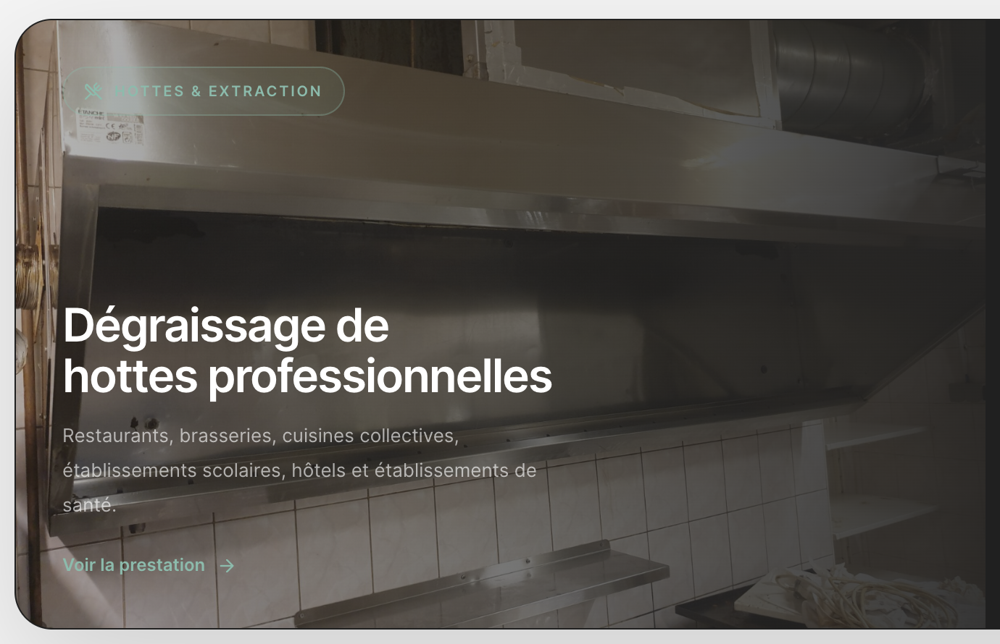 HOTTES & EXTRACTION
Dégraissage de
hottes professionnelles
Restaurants, brasseries, cuisines collectives,
établissements scolaires, hôtels et établissements de
santé.
Voir la prestation